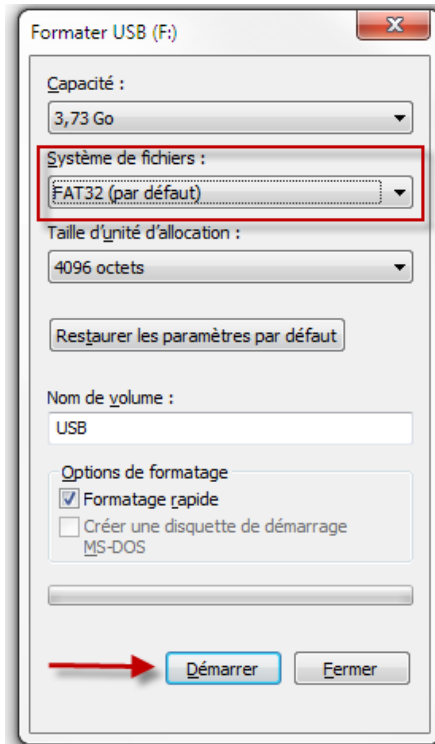 Formater USB (F:)
Capacité :
3,73 Go
Système de fichiers :
FAT32 (par défaut)
Taille d'unité d'allocation :
4096 octets
Restaurer les paramètres par défaut
Nom de volume :
USB
Options de formatage
Formatage rapide
Créer une disquette de démarrage
MS-DOS
Démarrer Fermer